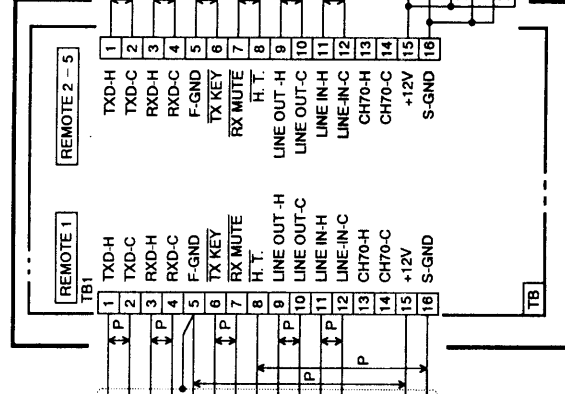 REMOTE 2 – 5
1 2 3 4 5 6 7 8 9 10 11 12 13 14 15 16
TXD-H
TXD-C
RXD-H
RXD-C
F-GND
TX KEY
RX MUTE
H. T.
LINE OUT -H
LINE OUT-C
LINE IN-H
LINE-IN-C
CH70-H
CH70-C
+12V
S-GND
REMOTE 1
TB1
TXD-H
TXD-C
RXD-H
RXD-C
F-GND
TX KEY
RX MUTE
H. T.
LINE OUT -H
LINE OUT-C
LINE IN-H
LINE-IN-C
CH70-H
CH70-C
+12V
S-GND
1 2 3 4 5 6 7 8 9 10 11 12 13 14 15 16
TB
P P P P P
P
P